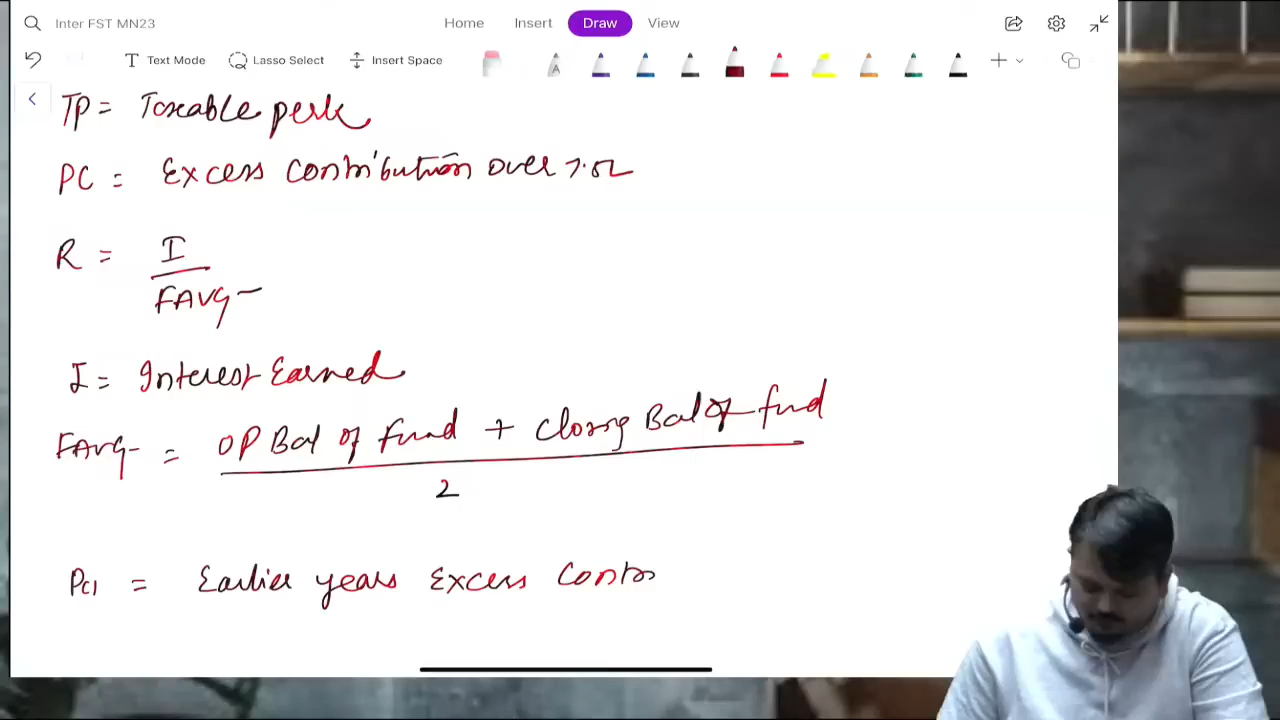 Inter FST MN23
Home Insert Draw View
Text Mode Lasso Select Insert Space
TP = Taxable perk
PC = Excess Contribution over 7.5L
R = I
FAVG
I = Interest Earned
FAVG = OP Bal of Fund + Closing Bal of fund
2
PC1 = Earlier years Excess Contr